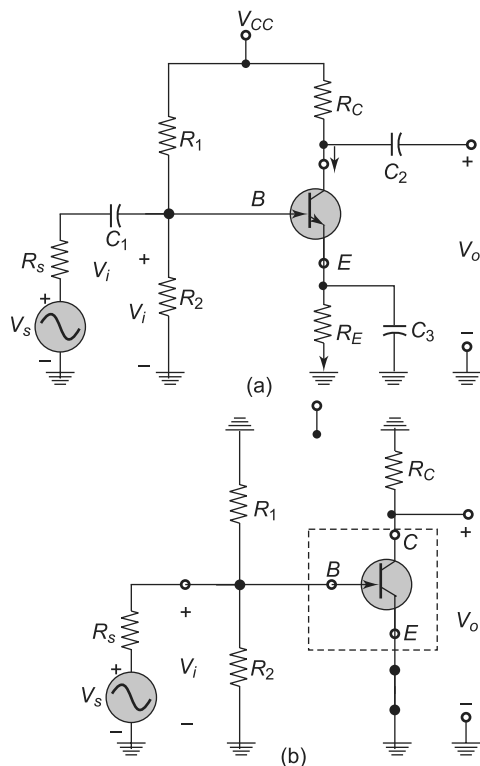 V_CC
R_C
R_1
C_2
+
B
C_1
R_s
V_i
+
E
V_o
+
V_i
R_2
V_s
R_E
C_3
−
−
−
(a)
R_C
R_1
+
C
B
+
R_s
E
V_o
+
V_i
R_2
V_s
−
−
−
(b)